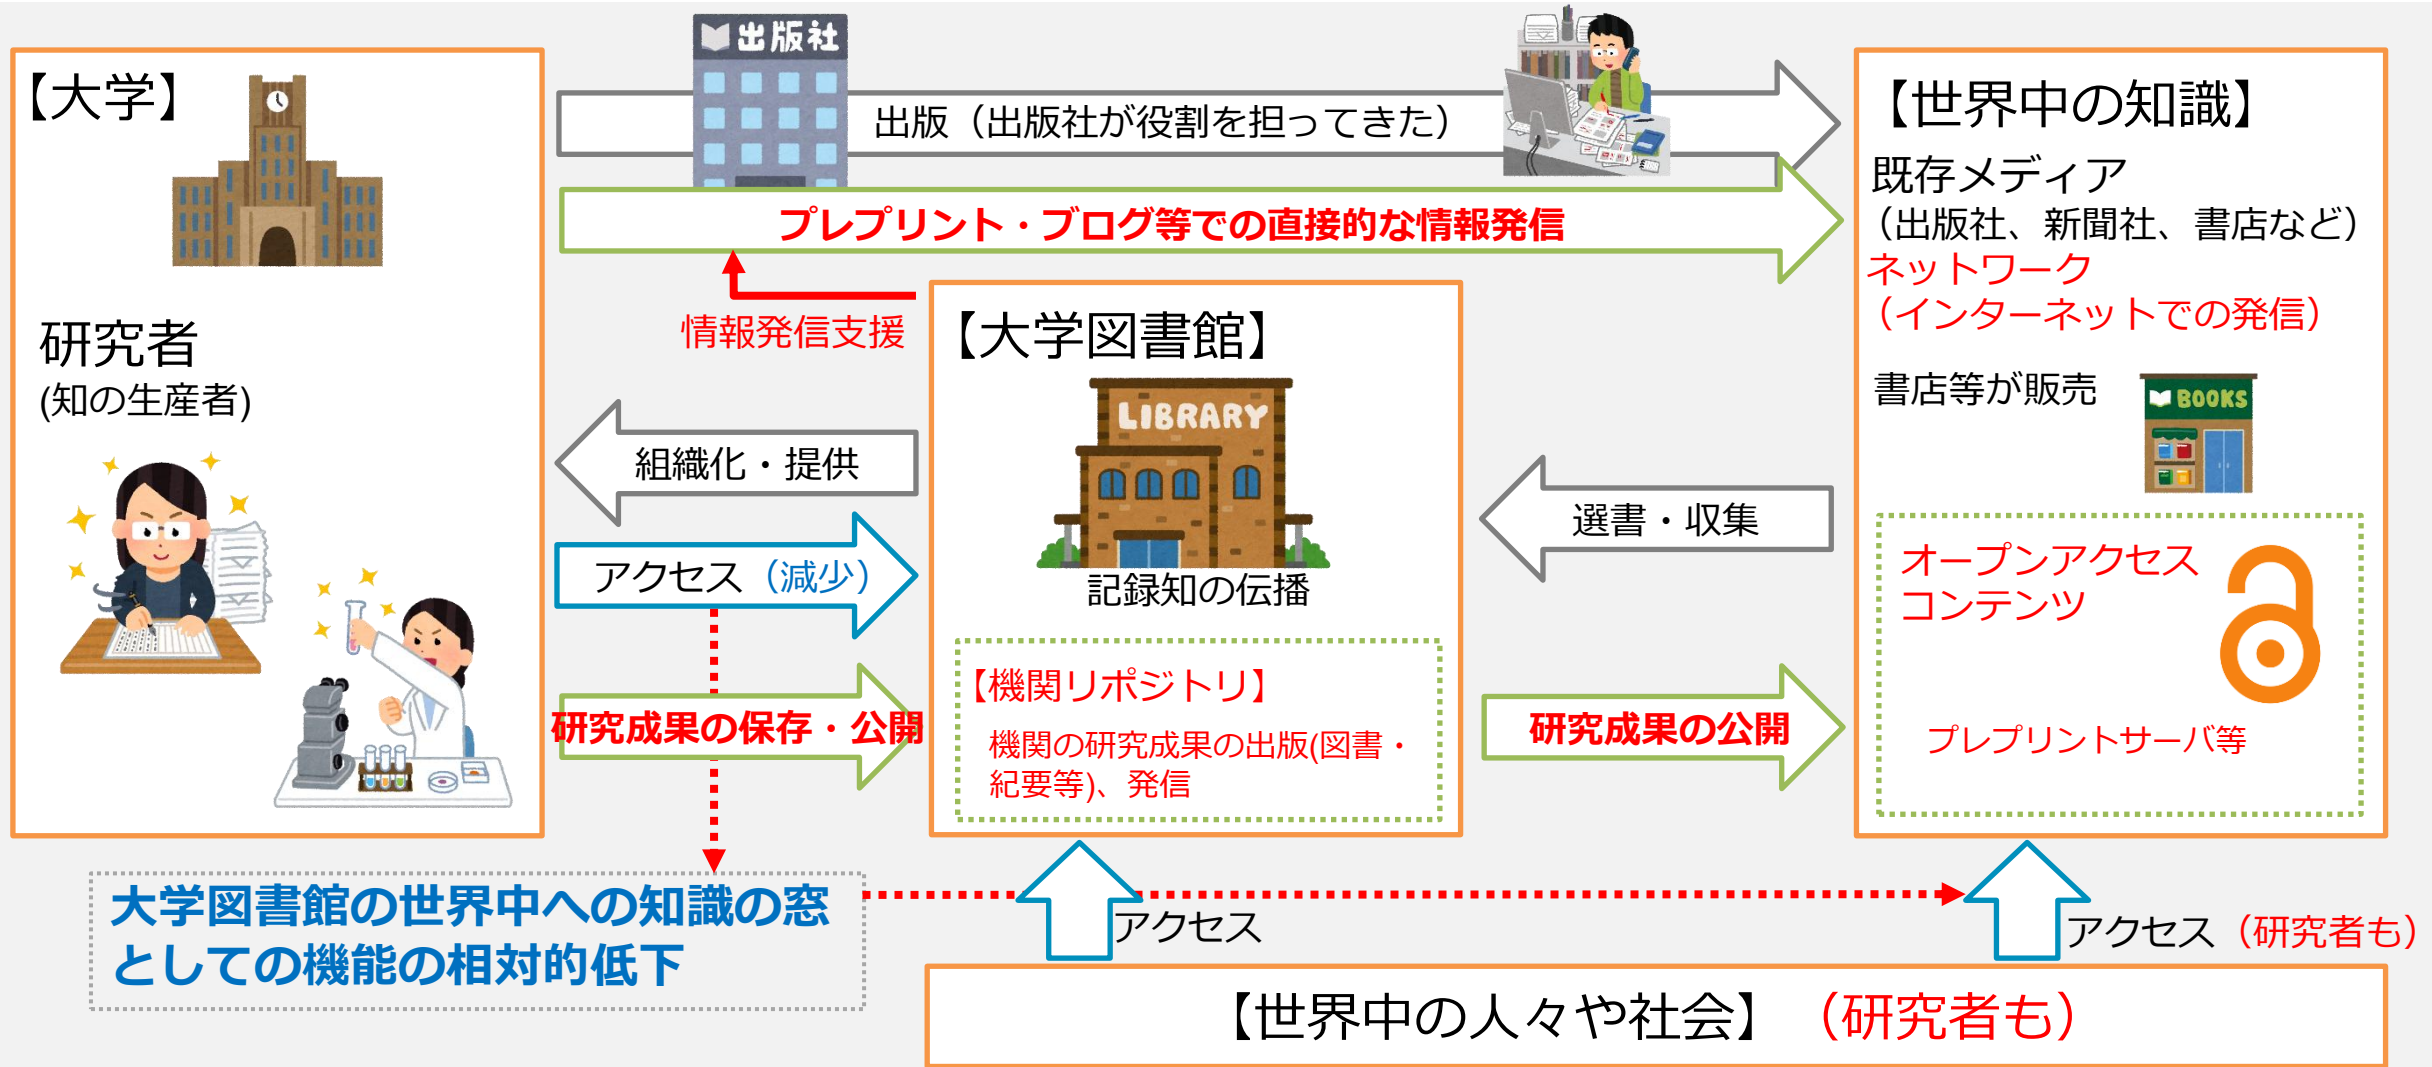 【大学】
研究者
(知の生産者)
出版社
出版（出版社が役割を担ってきた）
プレプリント・ブログ等での直接的な情報発信
情報発信支援
組織化・提供
アクセス（減少）
研究成果の保存・公開
【大学図書館】
LIBRARY
記録知の伝播
【機関リポジトリ】
機関の研究成果の出版(図書・
紀要等)、発信
選書・収集
研究成果の公開
【世界中の知識】
既存メディア
（出版社、新聞社、書店など）
ネットワーク
（インターネットでの発信）
書店等が販売
BOOKS
オープンアクセス
コンテンツ
プレプリントサーバ等
大学図書館の世界中への知識の窓
としての機能の相対的低下
アクセス
アクセス（研究者も）
【世界中の人々や社会】（研究者も）